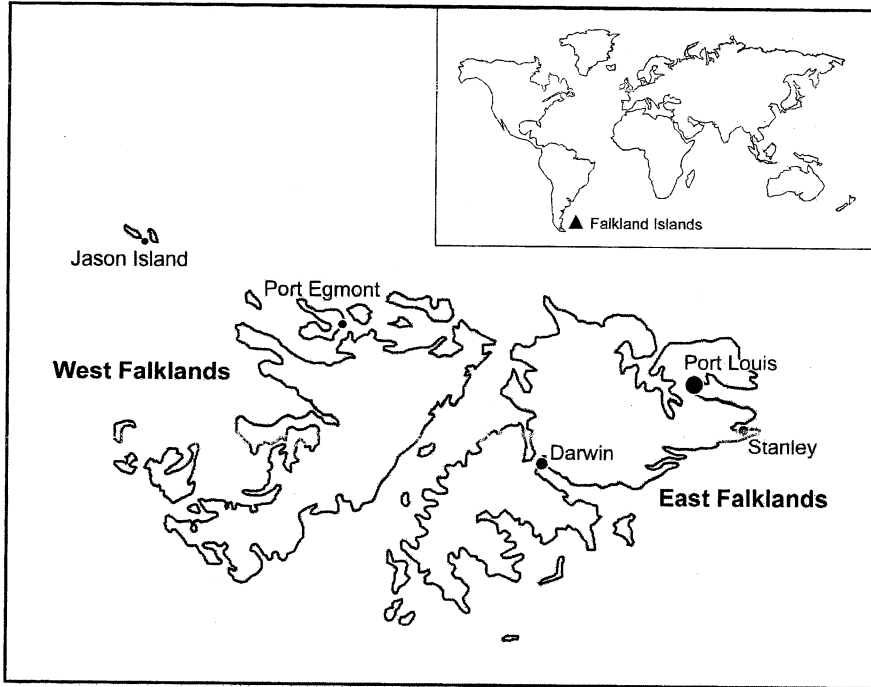 Falkland Islands
Jason Island
Port Egmont
West Falklands
Port Louis
Darwin
Stanley
East Falklands